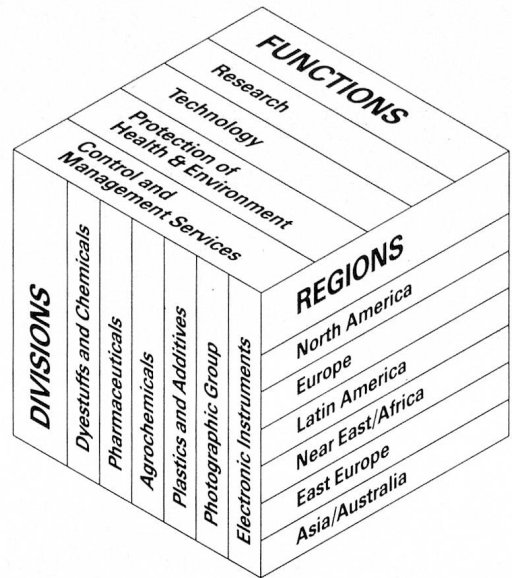 FUNCTIONS
Research
Technology
Protection of
Health & Environment
Control and
Management Services
DIVISIONS
Dyestuffs and Chemicals
Pharmaceuticals
Agrochemicals
Plastics and Additives
Photographic Group
Electronic Instruments
REGIONS
North America
Europe
Latin America
Near East/Africa
East Europe
Asia/Australia